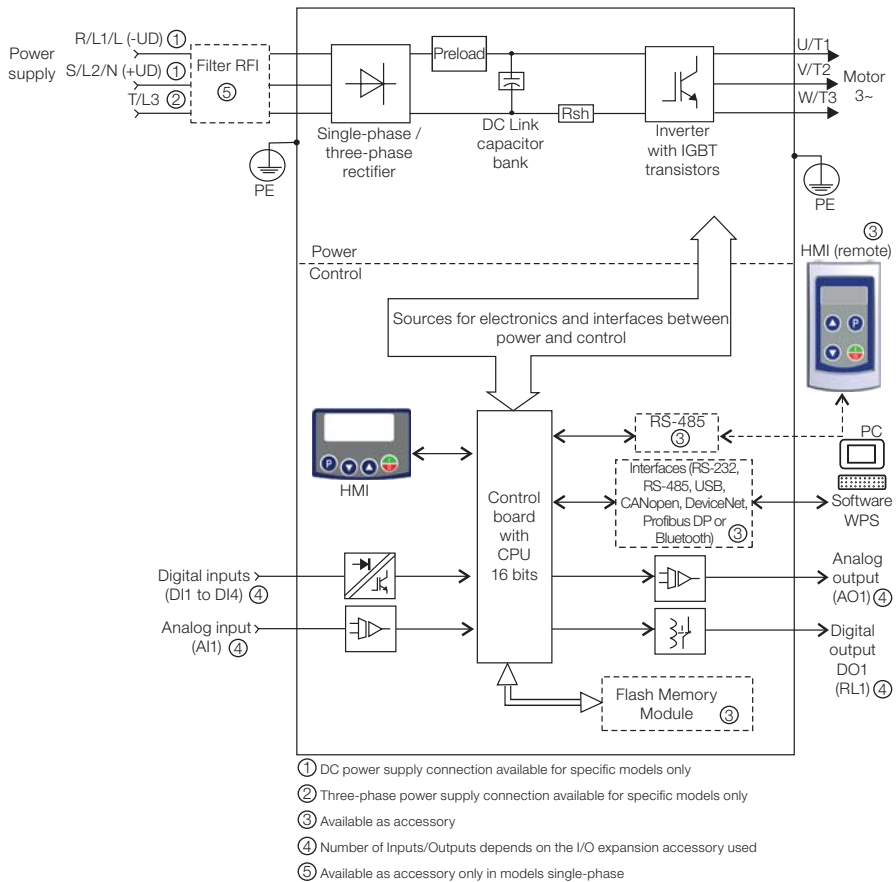 R/L1/L (-UD) ①
Power
supply
S/L2/N (+UD) ①
T/L3 ②
Filter RFI
⑤
PE
Single-phase /
three-phase
rectifier
Preload
DC Link
capacitor
bank
Rsh
Inverter
with IGBT
transistors
U/T1
V/T2
W/T3
Motor
3~
PE
Power
Control
③
HMI (remote)
P
Sources for electronics and interfaces between
power and control
P
HMI
Control
board
with
CPU
16 bits
RS-485
③
Interfaces (RS-232,
RS-485, USB,
CANopen, DeviceNet,
Profibus DP or
Bluetooth) ③
PC
Software
WPS
Digital inputs
(DI1 to DI4) ④
Analog input
(AI1) ④
Analog
output
(AO1) ④
Digital
output
DO1
(RL1) ④
Flash Memory
Module ③
① DC power supply connection available for specific models only
② Three-phase power supply connection available for specific models only
③ Available as accessory
④ Number of Inputs/Outputs depends on the I/O expansion accessory used
⑤ Available as accessory only in models single-phase